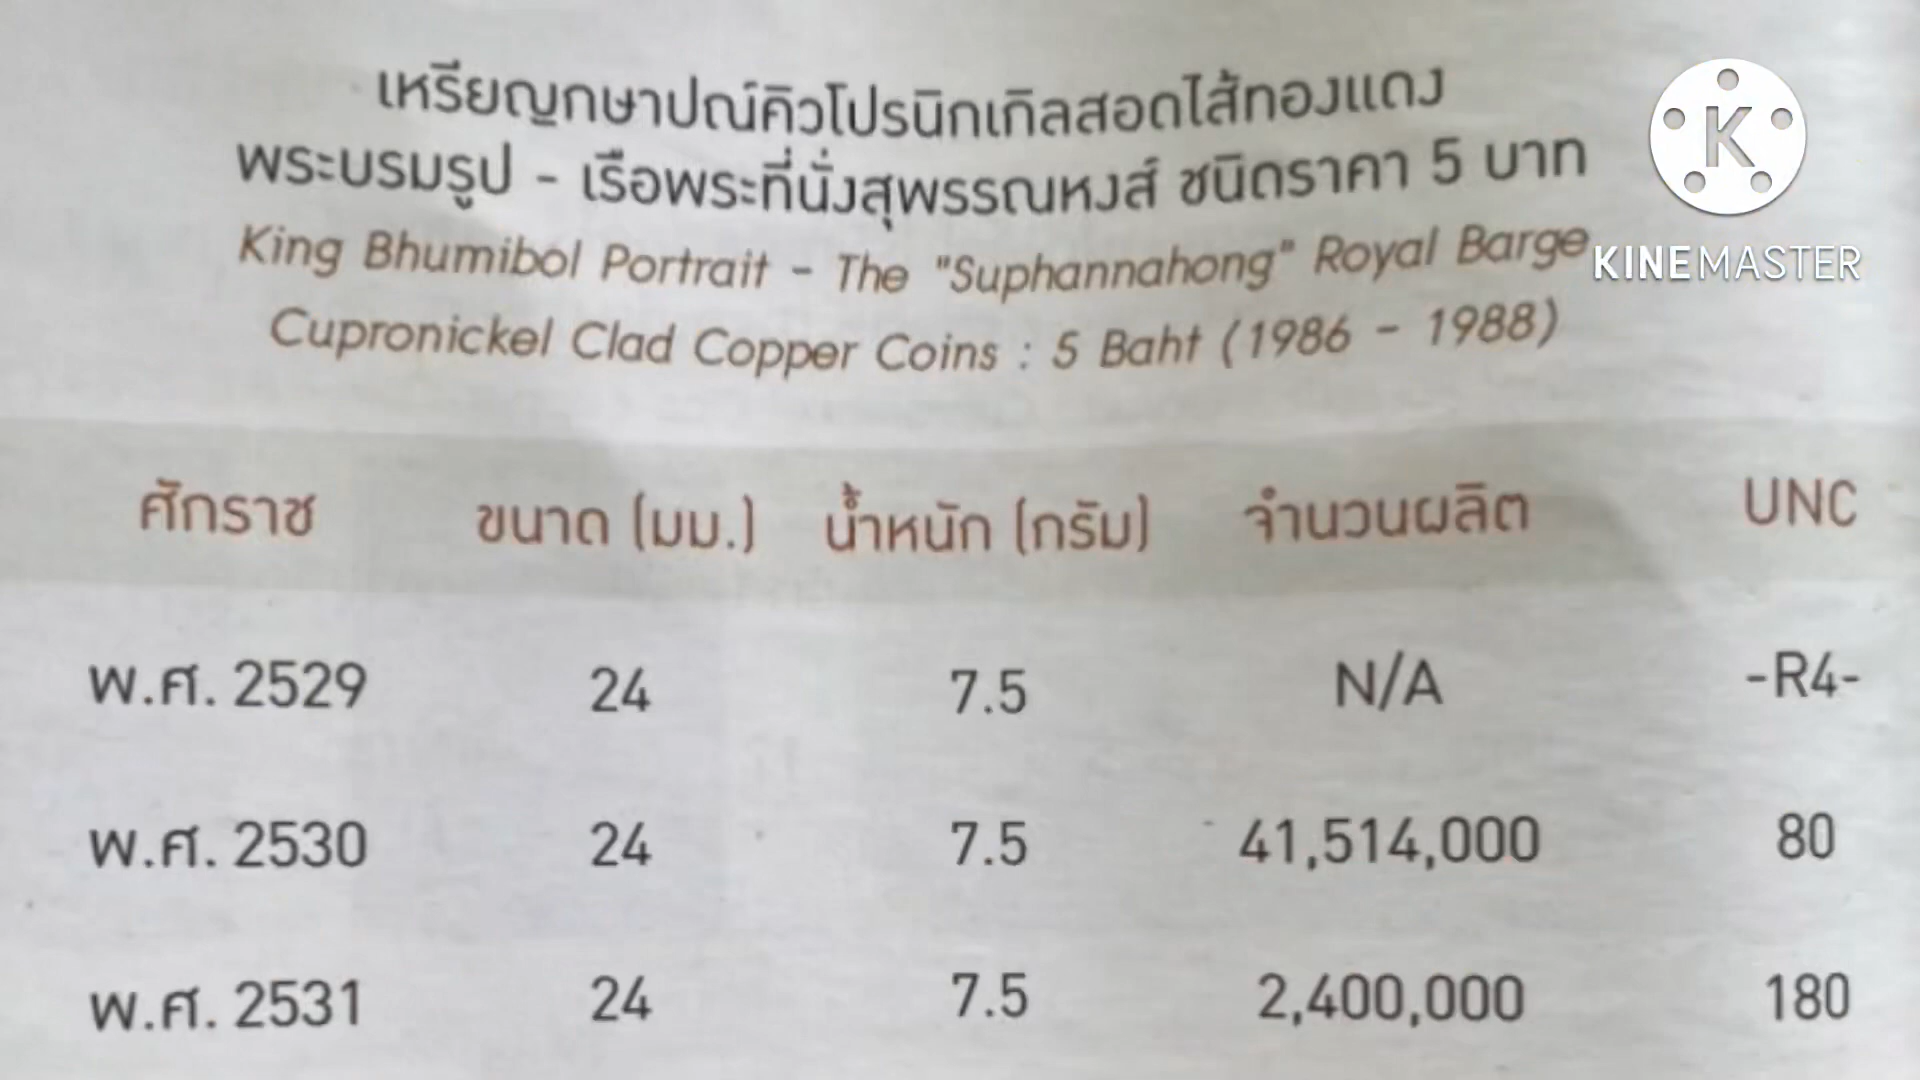 เหรียญกษาปณ์คิวโปรนิกเกิลสอดไส้ทองแดง
พระบรมรูป - เรือพระที่นั่งสุพรรณหงส์ ชนิดราคา 5 บาท
King Bhumibol Portrait - The "Suphannahong" Royal Barge
Cupronickel Clad Copper Coins : 5 Baht (1986 - 1988)
K
KINEMASTER
ศักราช ขนาด (มม.) น้ำหนัก (กรัม) จำนวนผลิต UNC
พ.ศ. 2529 24 7.5 N/A -R4-
พ.ศ. 2530 24 7.5 41,514,000 80
พ.ศ. 2531 24 7.5 2,400,000 180